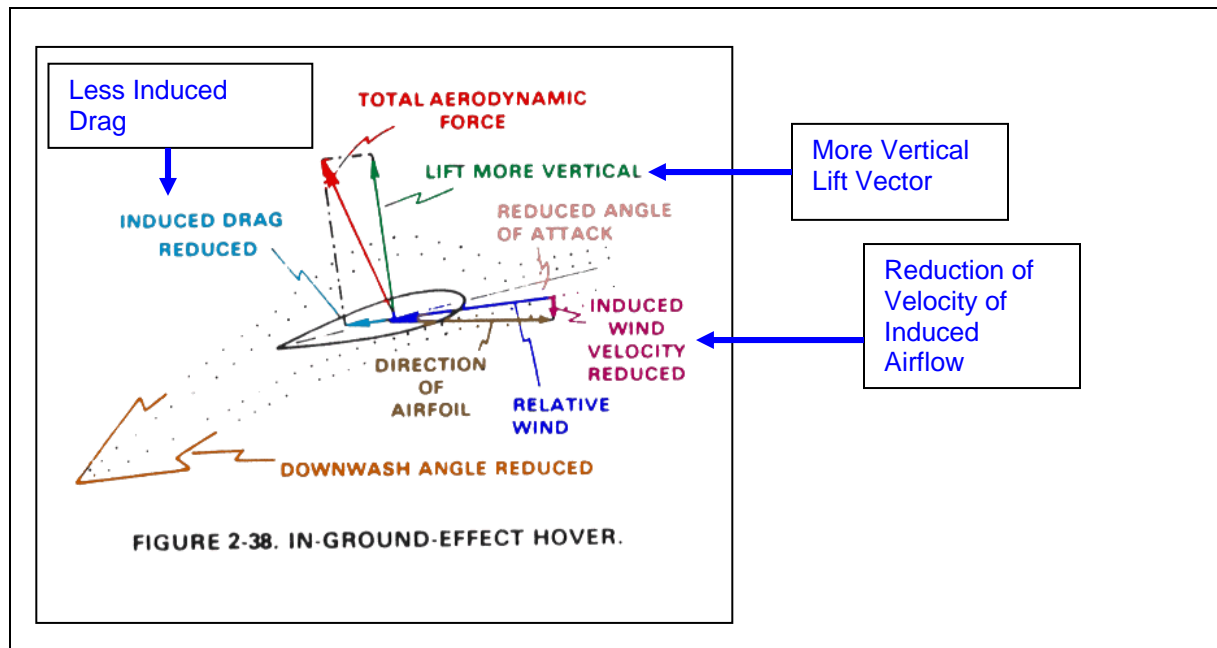 Less Induced
Drag
TOTAL AERODYNAMIC
FORCE
LIFT MORE VERTICAL
More Vertical
Lift Vector
INDUCED DRAG
REDUCED
REDUCED ANGLE
OF ATTACK
Reduction of
Velocity of
Induced
Airflow
INDUCED
WIND
VELOCITY
REDUCED
DIRECTION
OF
AIRFOIL
RELATIVE
WIND
DOWNWASH ANGLE REDUCED
FIGURE 2-38. IN-GROUND-EFFECT HOVER.